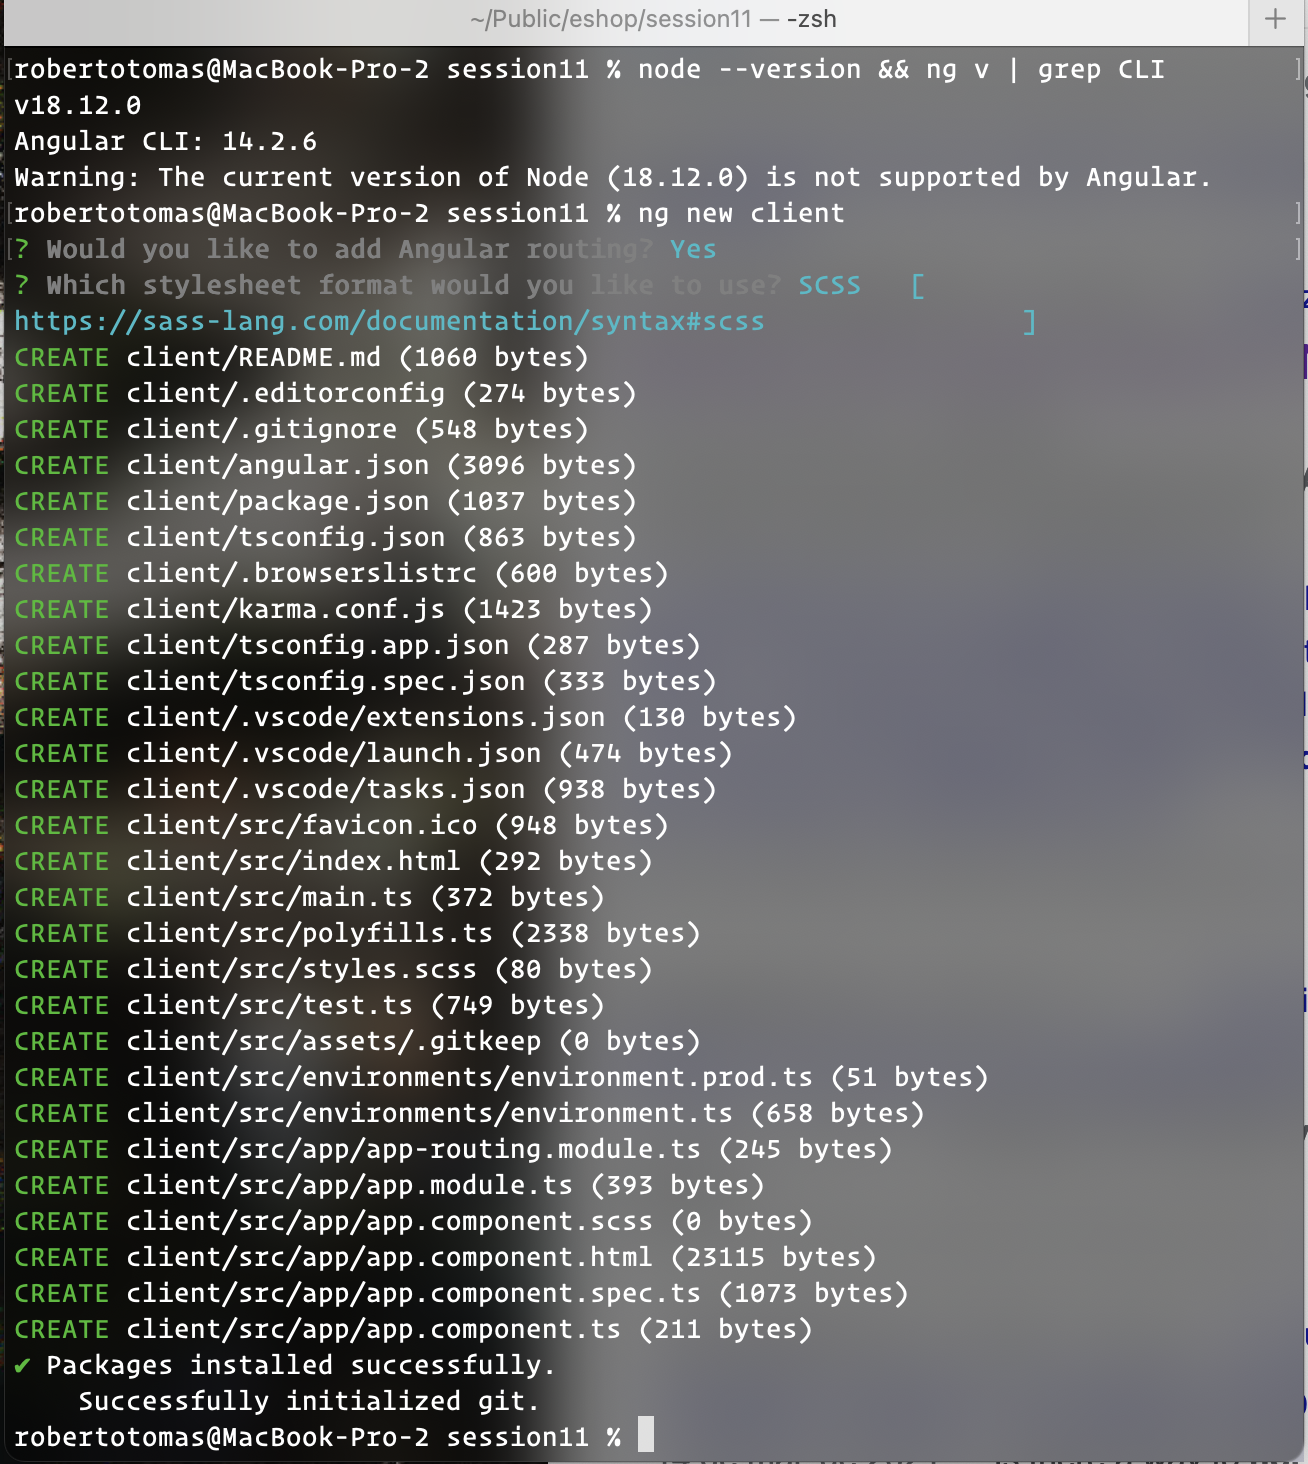 ~/Public/eshop/session11 — -zsh
robertotomas@MacBook-Pro-2 session11 % node --version && ng v | grep CLI
v18.12.0
Angular CLI: 14.2.6
Warning: The current version of Node (18.12.0) is not supported by Angular.
robertotomas@MacBook-Pro-2 session11 % ng new client
? Would you like to add Angular routing? Yes
? Which stylesheet format would you like to use? SCSS   [
https://sass-lang.com/documentation/syntax#scss                ]
CREATE client/README.md (1060 bytes)
CREATE client/.editorconfig (274 bytes)
CREATE client/.gitignore (548 bytes)
CREATE client/angular.json (3096 bytes)
CREATE client/package.json (1037 bytes)
CREATE client/tsconfig.json (863 bytes)
CREATE client/.browserslistrc (600 bytes)
CREATE client/karma.conf.js (1423 bytes)
CREATE client/tsconfig.app.json (287 bytes)
CREATE client/tsconfig.spec.json (333 bytes)
CREATE client/.vscode/extensions.json (130 bytes)
CREATE client/.vscode/launch.json (474 bytes)
CREATE client/.vscode/tasks.json (938 bytes)
CREATE client/src/favicon.ico (948 bytes)
CREATE client/src/index.html (292 bytes)
CREATE client/src/main.ts (372 bytes)
CREATE client/src/polyfills.ts (2338 bytes)
CREATE client/src/styles.scss (80 bytes)
CREATE client/src/test.ts (749 bytes)
CREATE client/src/assets/.gitkeep (0 bytes)
CREATE client/src/environments/environment.prod.ts (51 bytes)
CREATE client/src/environments/environment.ts (658 bytes)
CREATE client/src/app/app-routing.module.ts (245 bytes)
CREATE client/src/app/app.module.ts (393 bytes)
CREATE client/src/app/app.component.scss (0 bytes)
CREATE client/src/app/app.component.html (23115 bytes)
CREATE client/src/app/app.component.spec.ts (1073 bytes)
CREATE client/src/app/app.component.ts (211 bytes)
✔ Packages installed successfully.
    Successfully initialized git.
robertotomas@MacBook-Pro-2 session11 %